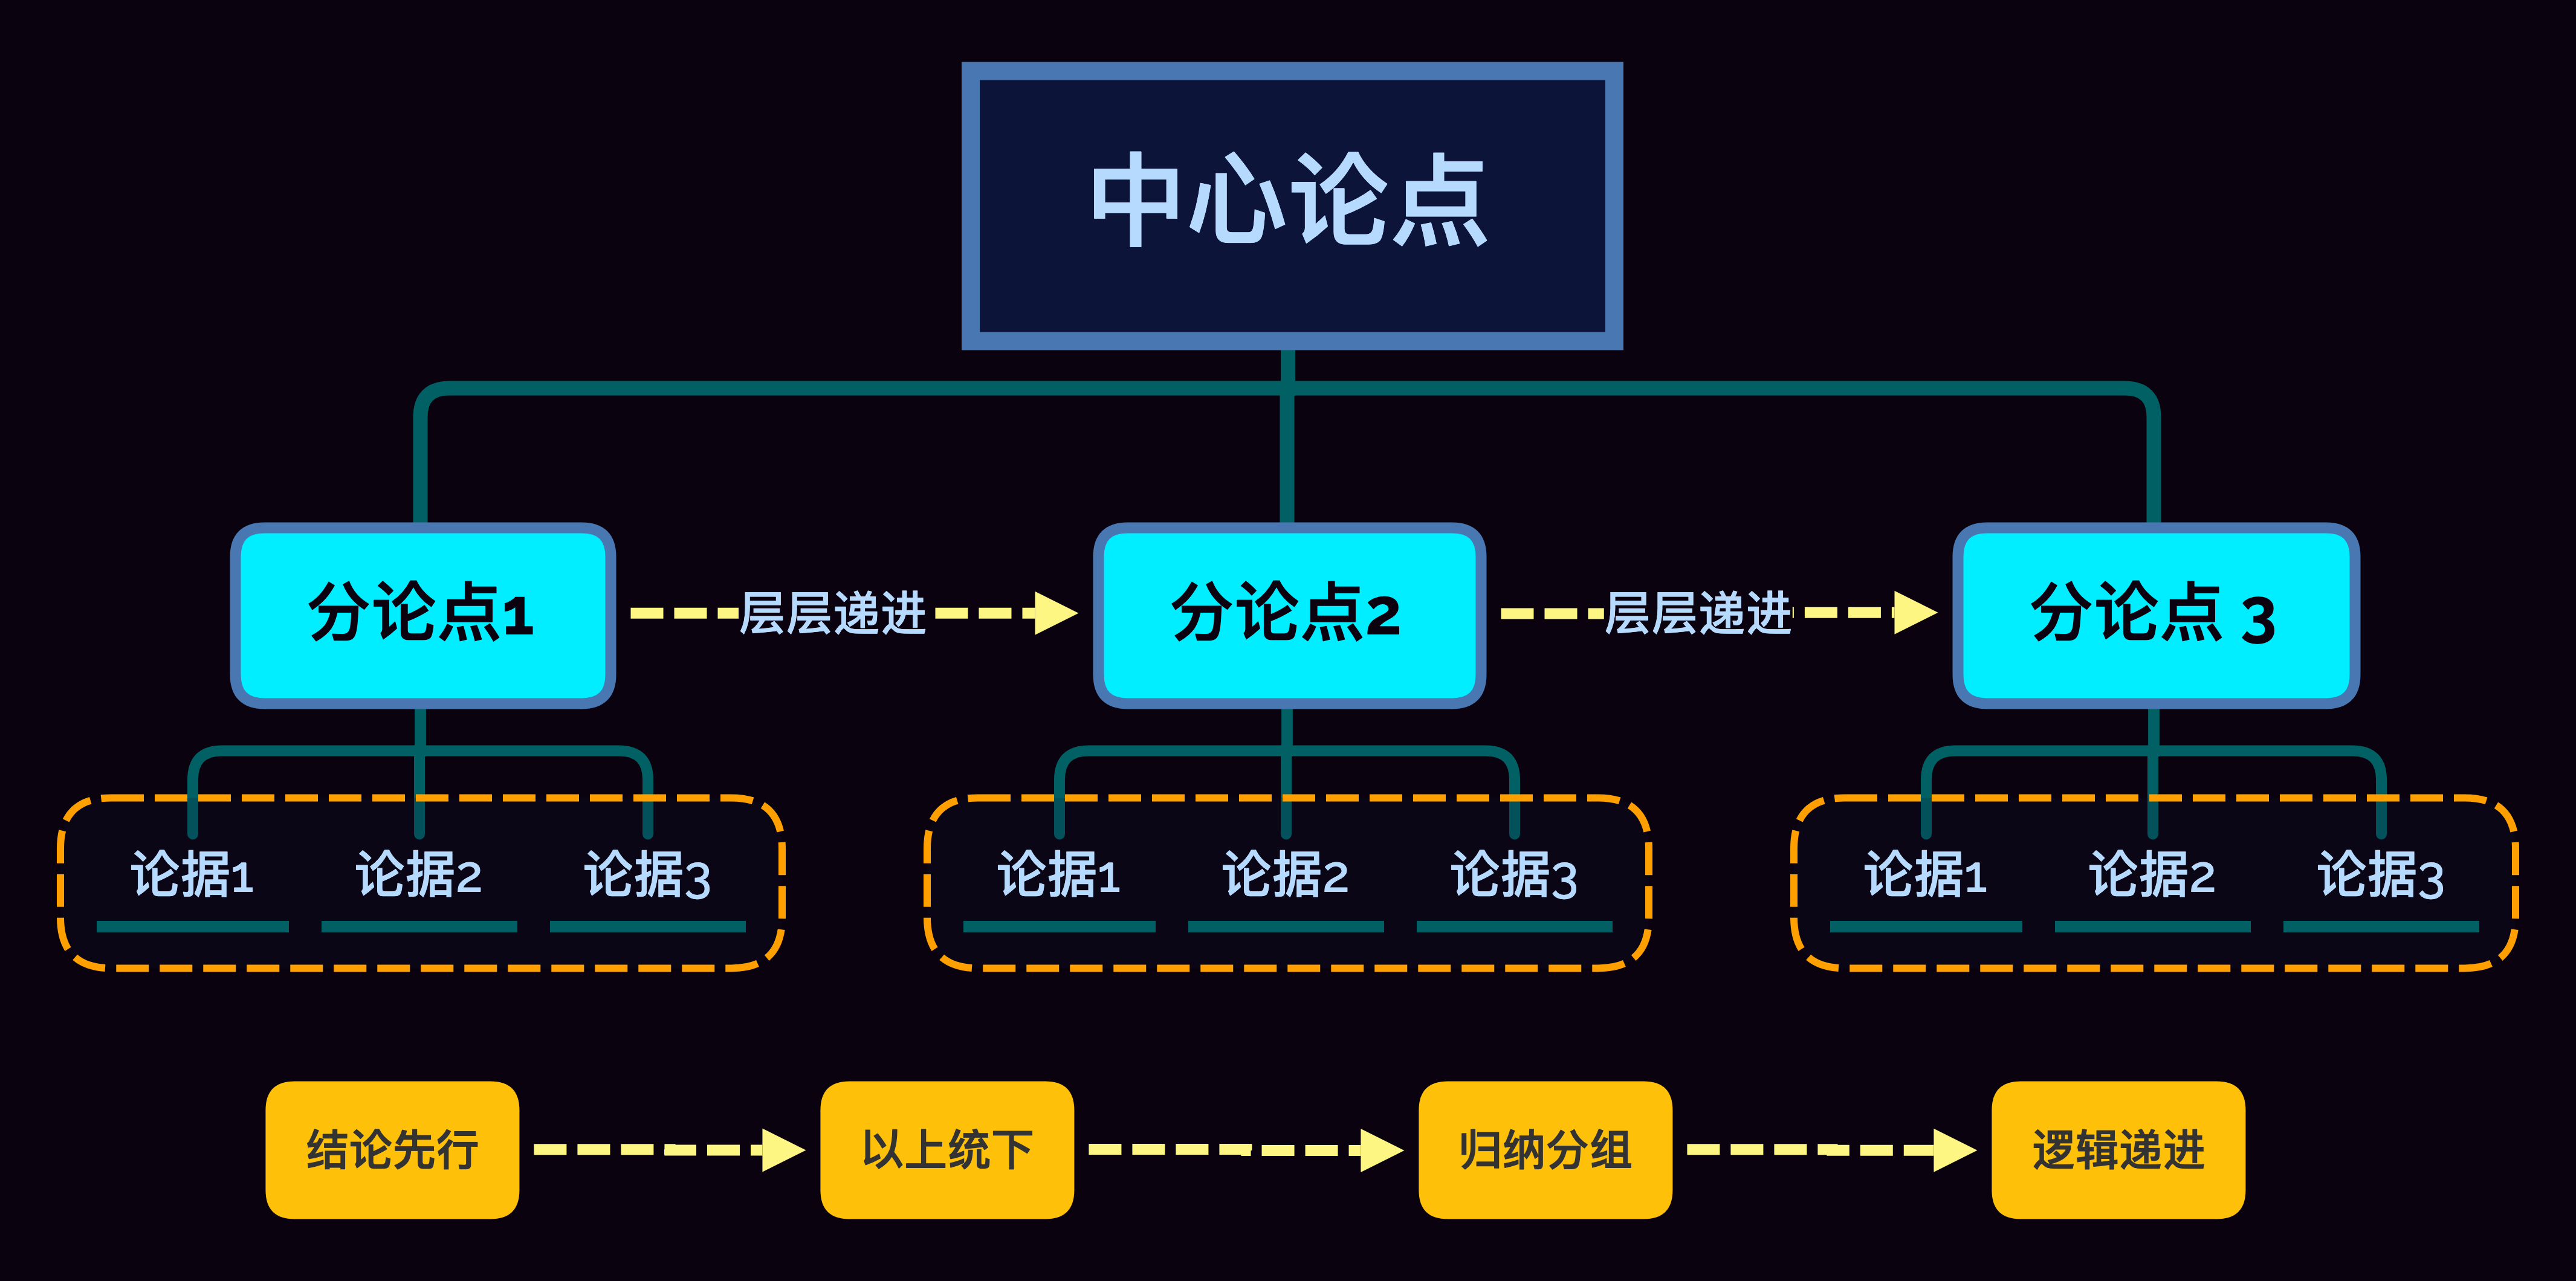 中心论点
分论点1
层层递进
分论点2
层层递进
分论点 3
论据1
论据2
论据3
论据1
论据2
论据3
论据1
论据2
论据3
结论先行
以上统下
归纳分组
逻辑递进